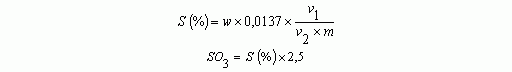 S(%) = w × 0,0137 × v₁ / (v₂ × m)
SO₃ = S(%) × 2,5